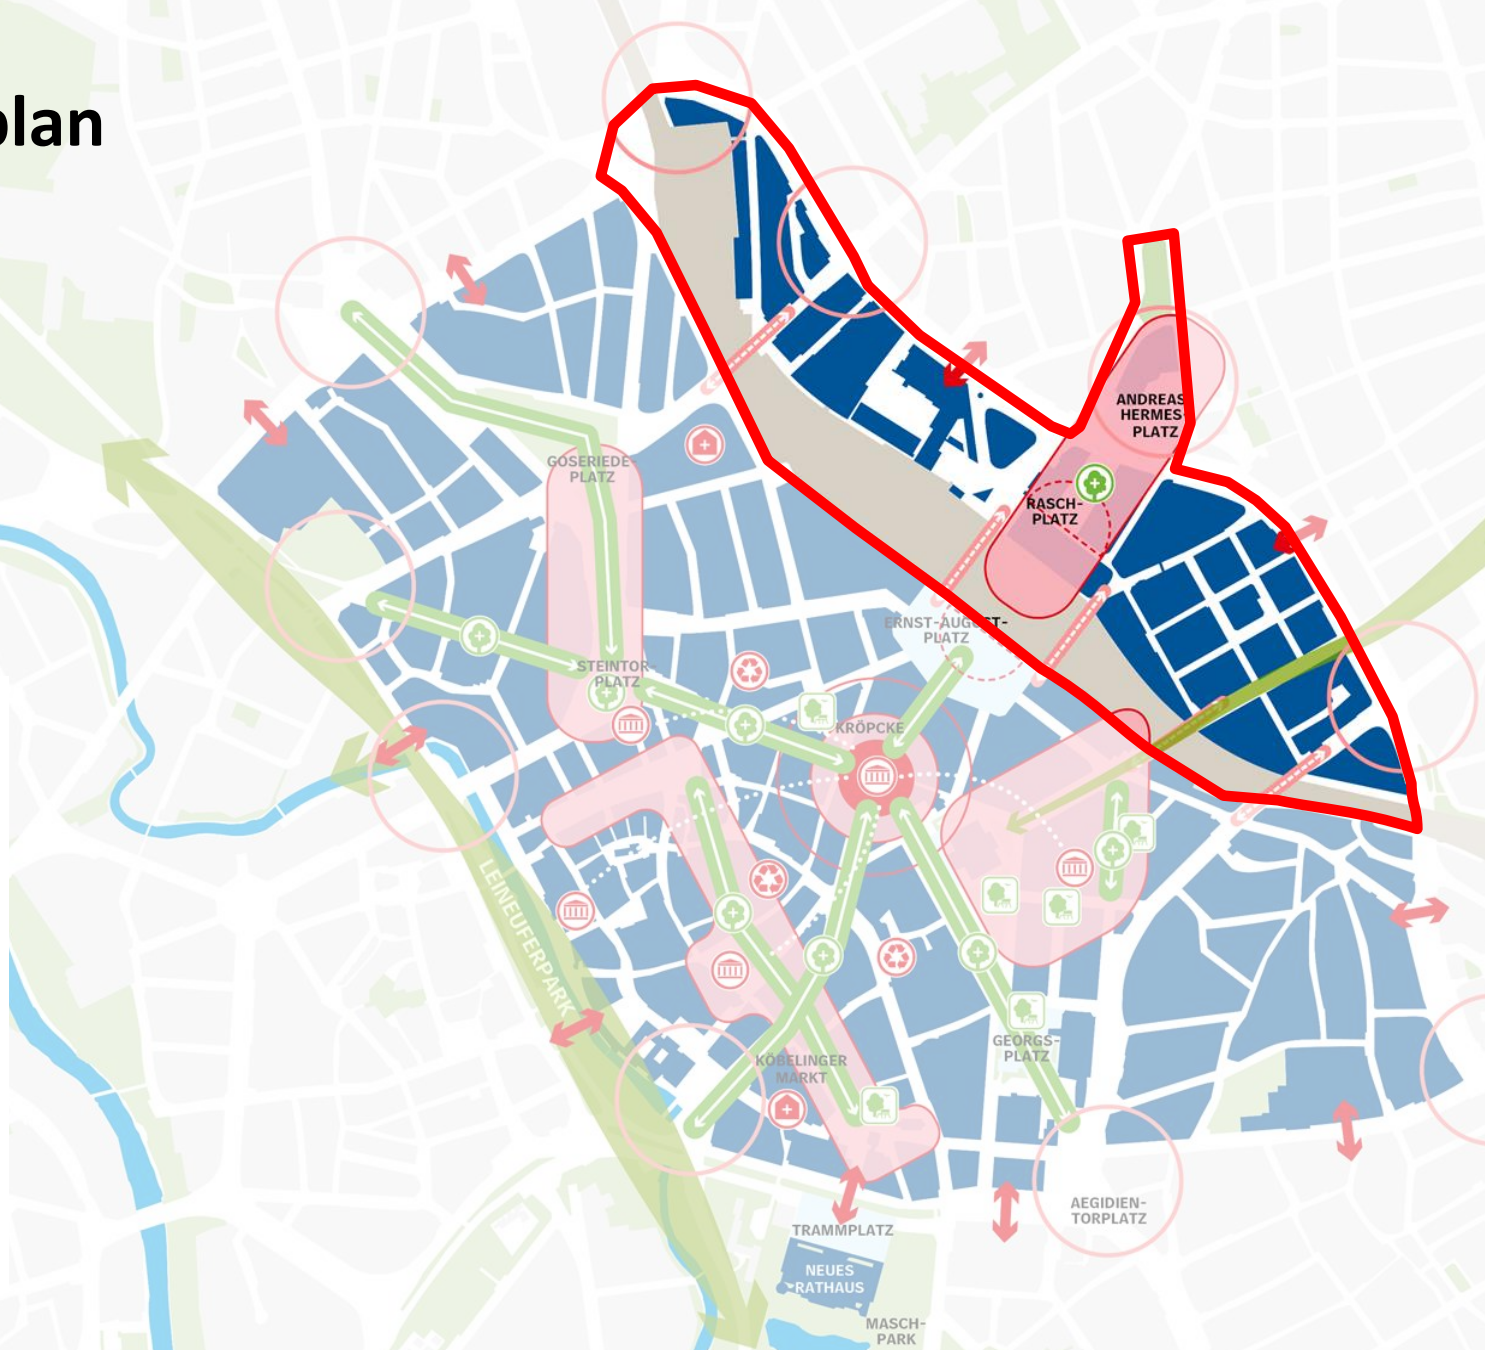 plan
ANDREAS
HERMES-
PLATZ
GOSERIEDE-
PLATZ
RASCH-
PLATZ
ERNST-AUGUST-
PLATZ
STEINTOR-
PLATZ
KRÖPCKE
LEINEUFERPARK
GEORGS-
PLATZ
KÖBELINGER
MARKT
AEGIDIEN-
TORPLATZ
TRAMMPLATZ
NEUES
RATHAUS
MASCH-
PARK